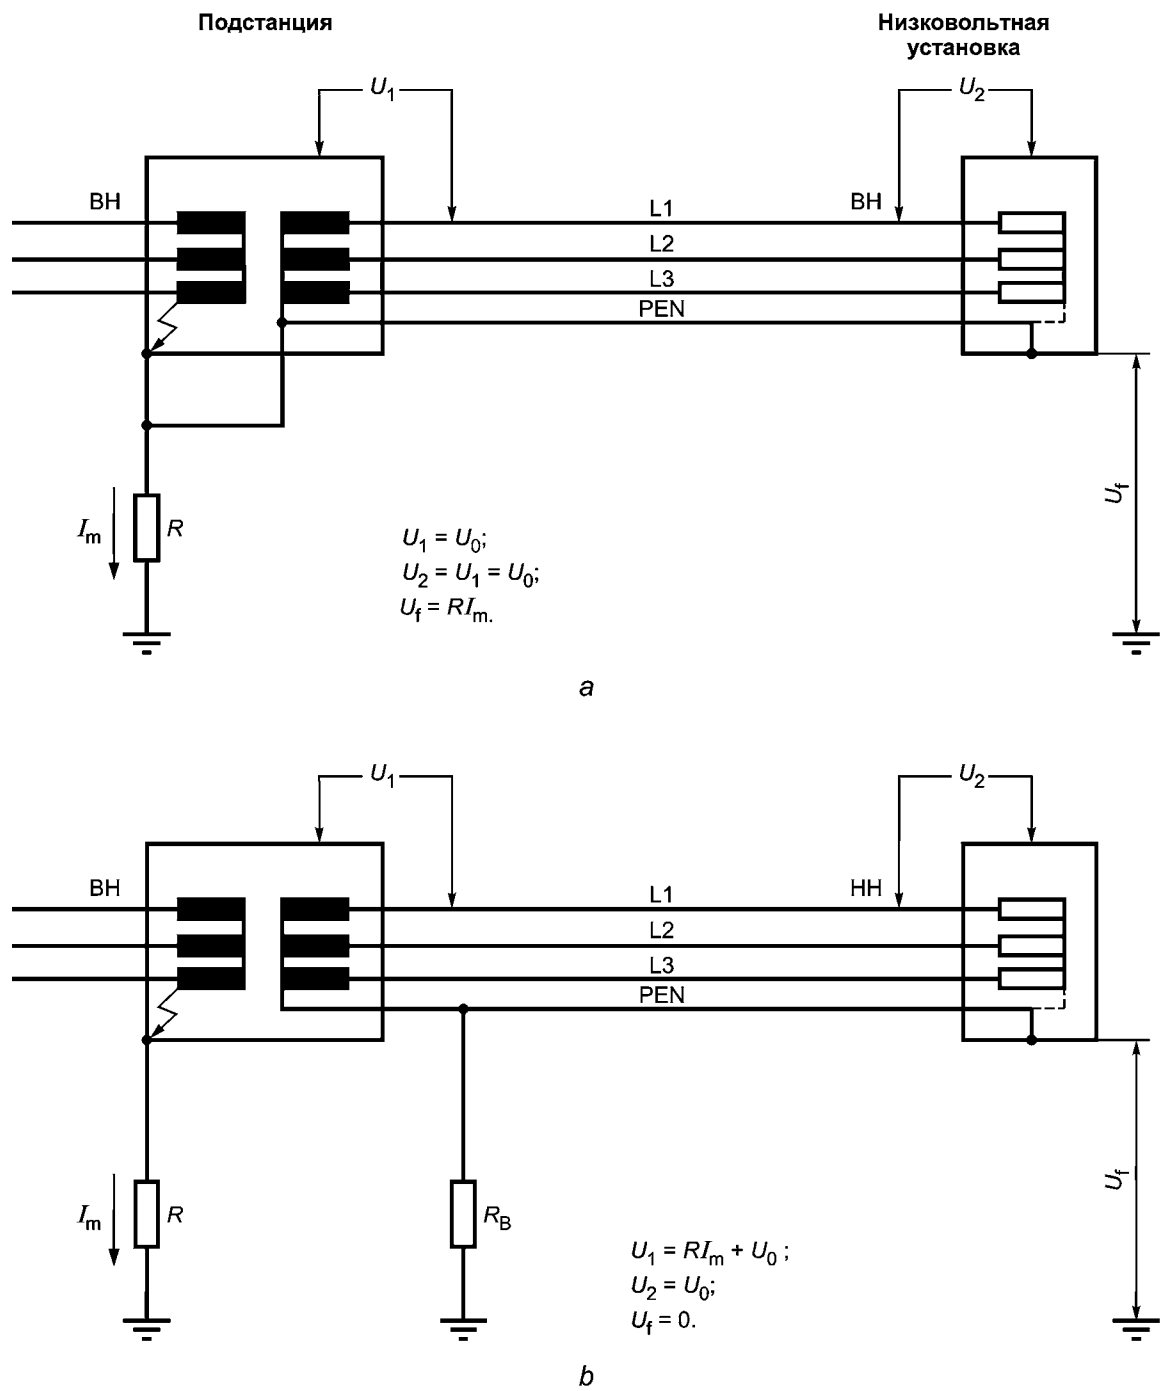 Подстанция
Низковольтная
установка
U1
U2
ВН
L1
ВН
L2
L3
PEN
Uf
Im
R
U1 = U0;
U2 = U1 = U0;
Uf = RIm.
a
U1
U2
ВН
L1
НН
L2
L3
PEN
Uf
Im
R
RB
U1 = RIm + U0 ;
U2 = U0;
Uf = 0.
b